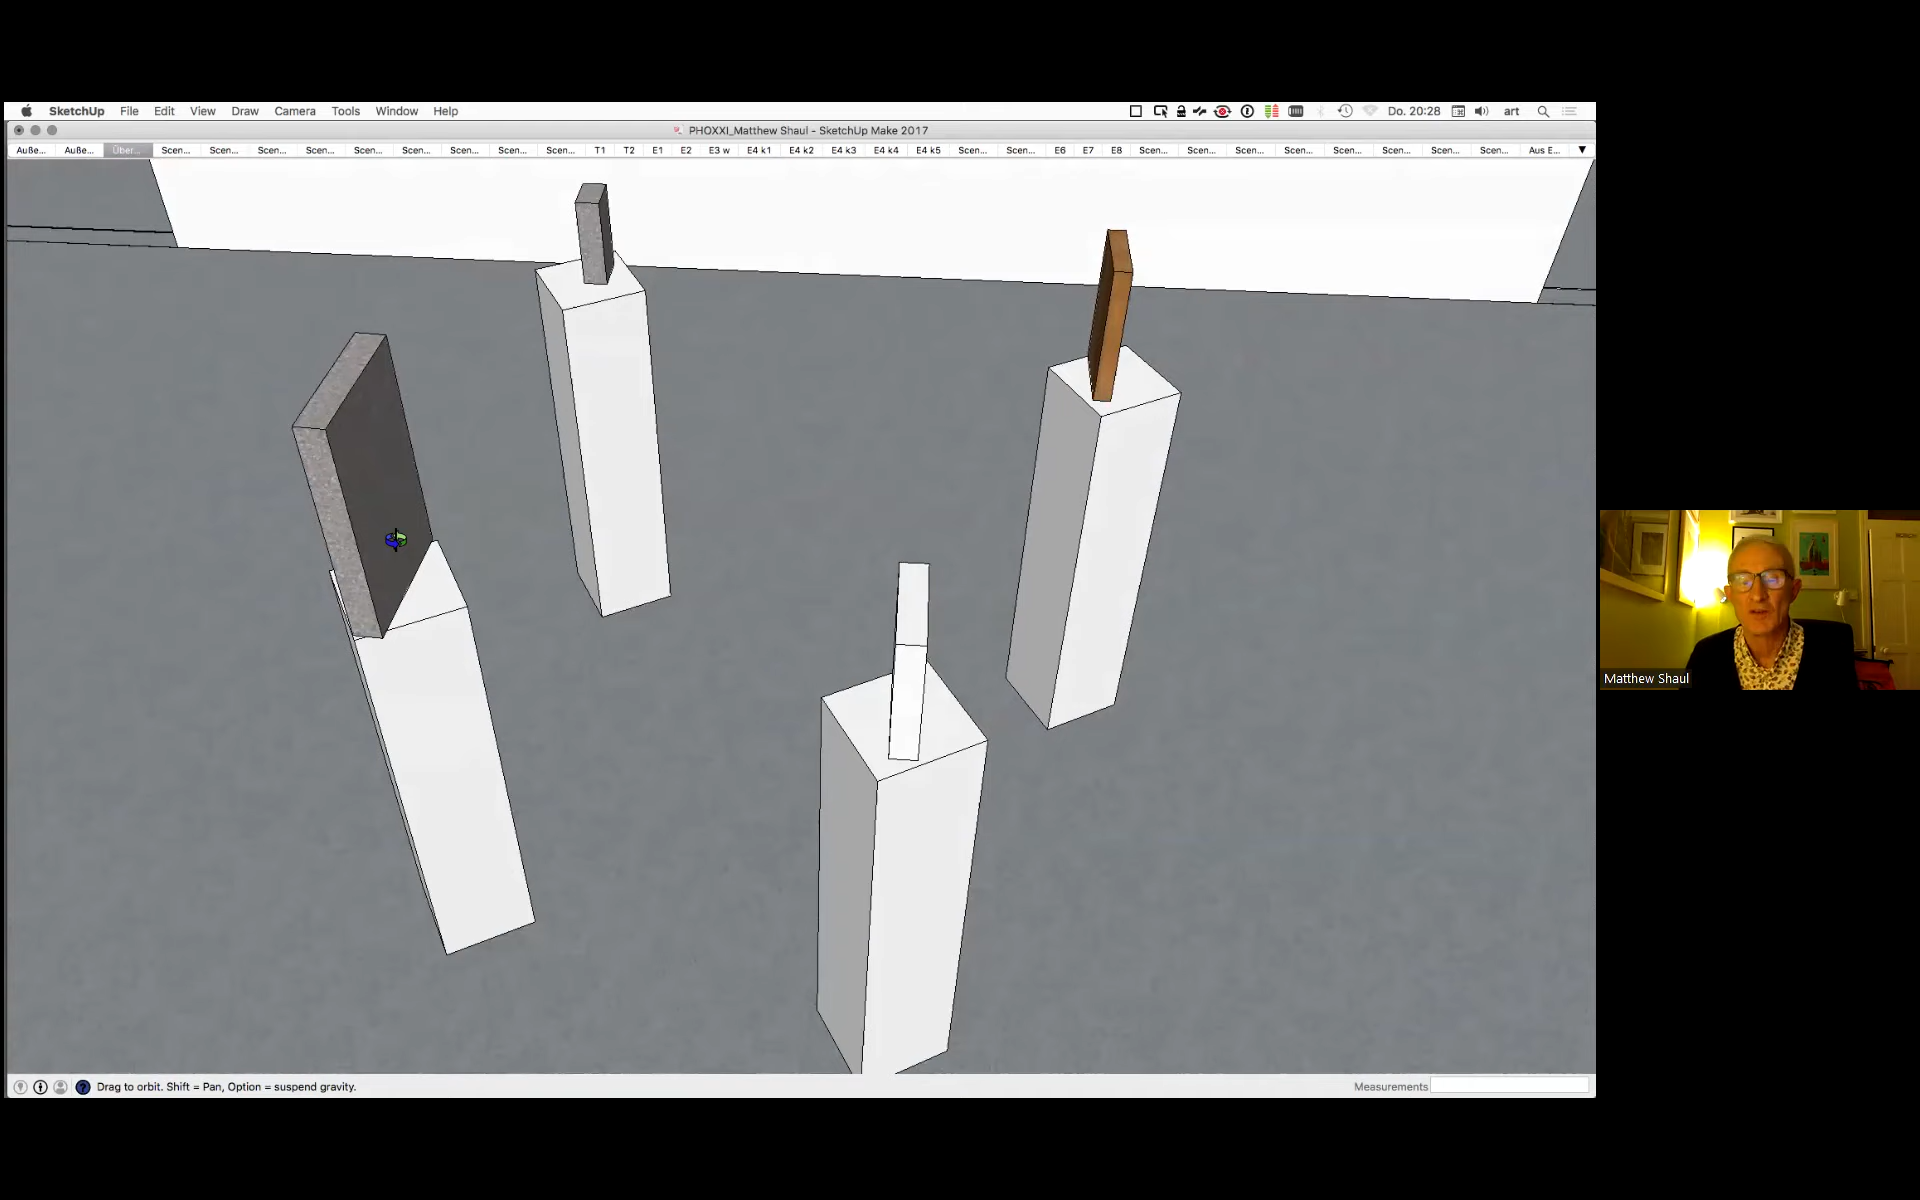 SketchUp File Edit View Draw Camera Tools Window Help Do. 20:28 art
PHOXXI_Matthew Shaul - SketchUp Make 2017
Auße... Auße... Über... Scen... Scen... Scen... Scen... Scen... Scen... Scen... Scen... Scen... T1 T2 E1 E2 E3 w E4 k1 E4 k2 E4 k3 E4 k4 E4 k5 Scen... Scen... E6 E7 E8 Scen... Scen... Scen... Scen... Scen... Scen... Scen... Scen... Aus E...
Matthew Shaul
Drag to orbit. Shift = Pan, Option = suspend gravity.
Measurements